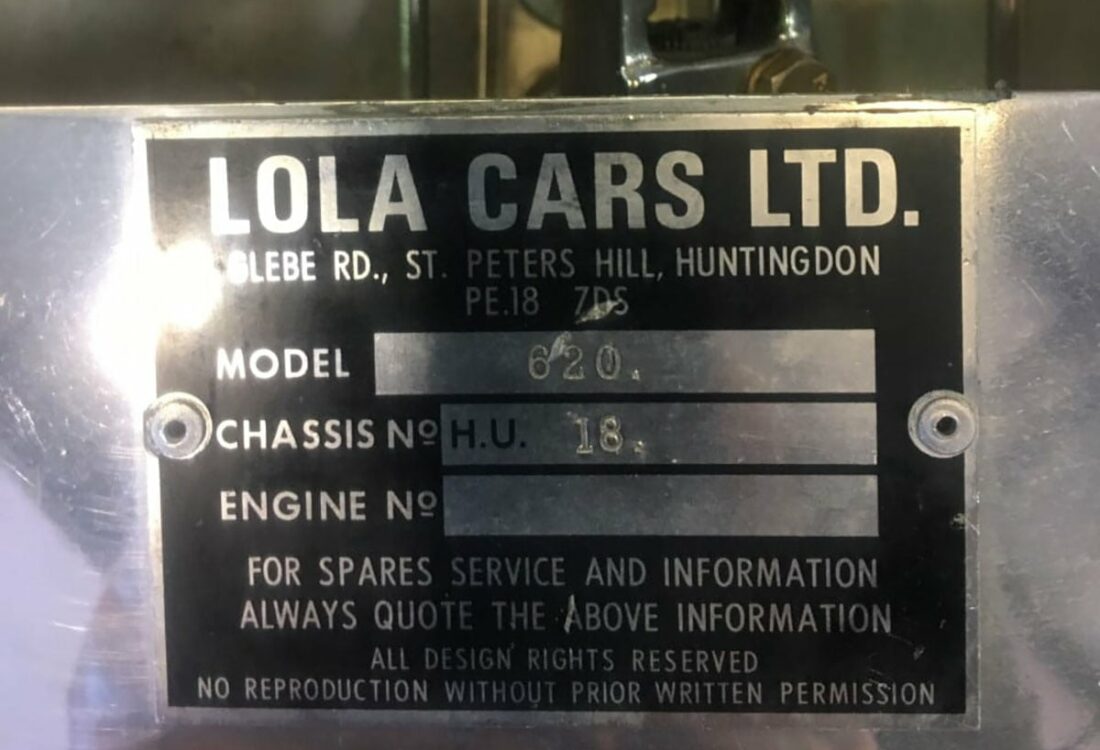 LOLA CARS LTD.
GLEBE RD., ST. PETERS HILL, HUNTINGDON
PE.18 7DS
MODEL 620.
CHASSIS Nº H.U. 18.
ENGINE Nº
FOR SPARES SERVICE AND INFORMATION
ALWAYS QUOTE THE ABOVE INFORMATION
ALL DESIGN RIGHTS RESERVED
NO REPRODUCTION WITHOUT PRIOR WRITTEN PERMISSION